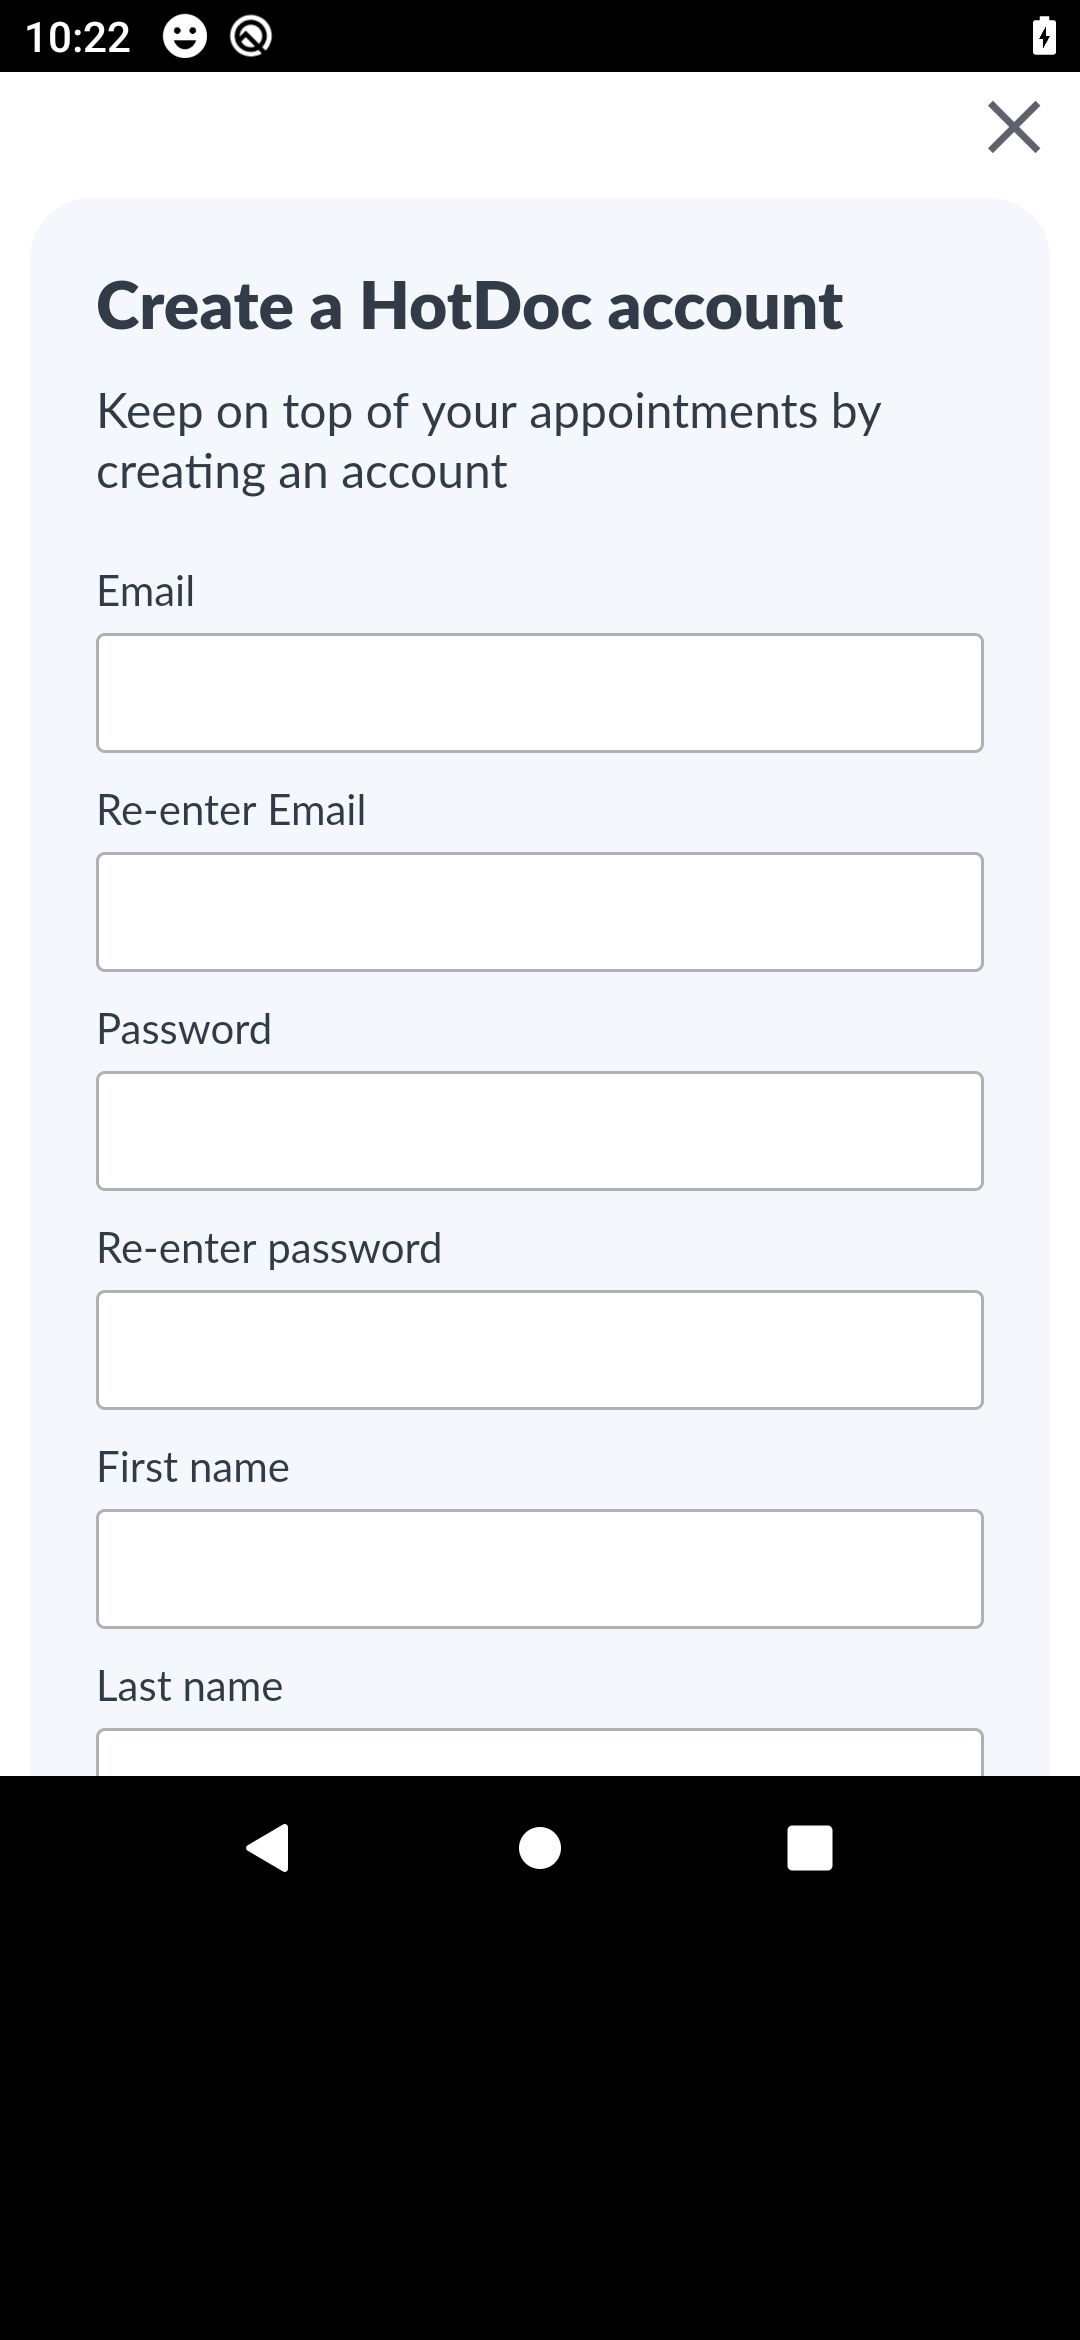 10:22
Create a HotDoc account
Keep on top of your appointments by
creating an account
Email
Re-enter Email
Password
Re-enter password
First name
Last name